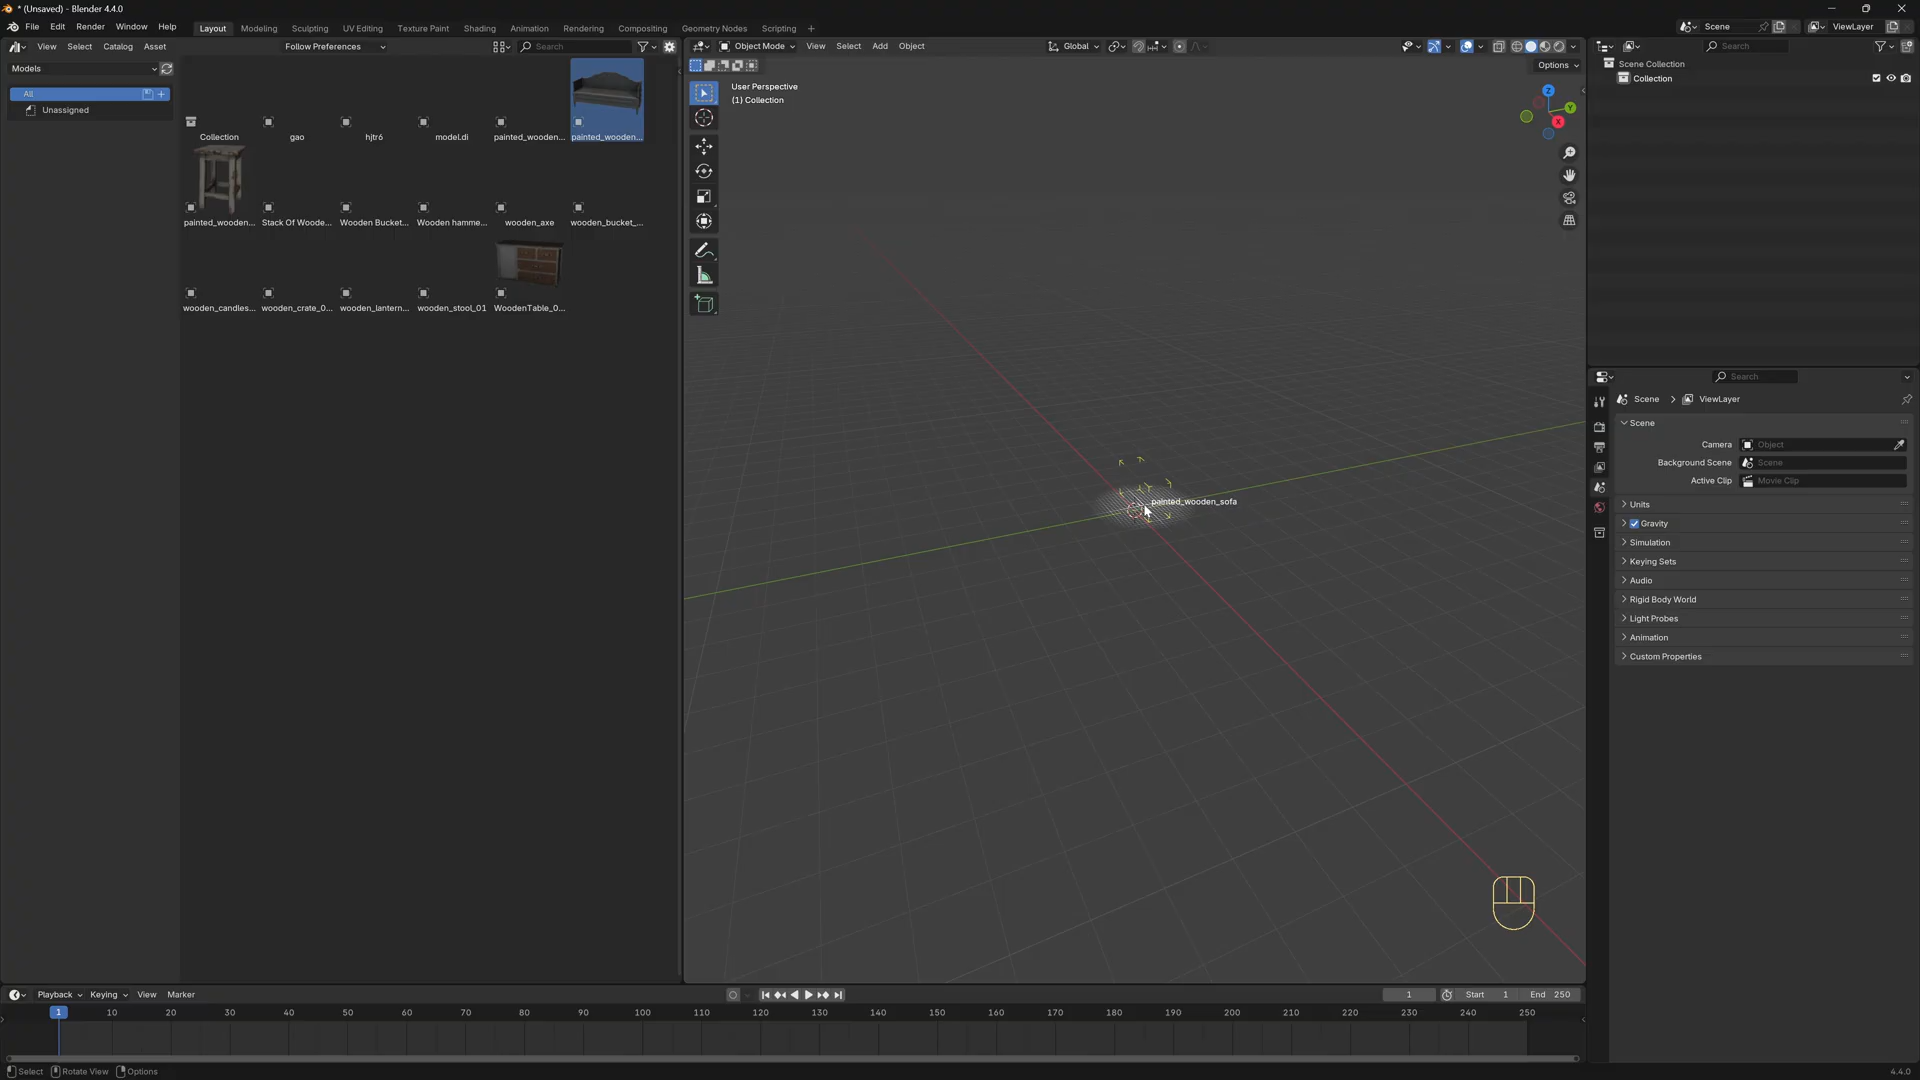 * (Unsaved) - Blender 4.4.0
File Edit Render Window Help
Layout Modeling Sculpting UV Editing Texture Paint Shading Animation Rendering Compositing Geometry Nodes Scripting +
Scene ViewLayer
View Select Catalog Asset Follow Preferences Search
Object Mode View Select Add Object Global
Search
Models
Options
All
Unassigned
User Perspective
(1) Collection
Scene Collection
Collection
Z
Y
X
Collection gao hjtr6 model.di painted_wooden... painted_wooden...
painted_wooden... Stack Of Woode... Wooden Bucket... Wooden hamme... wooden_axe wooden_bucket_...
wooden_candles... wooden_crate_0... wooden_lantern... wooden_stool_01 WoodenTable_0...
painted_wooden_sofa
Search
Scene ViewLayer
Scene
Camera Object
Background Scene Scene
Active Clip Movie Clip
Units
Gravity
Simulation
Keying Sets
Audio
Rigid Body World
Light Probes
Animation
Custom Properties
Playback Keying View Marker
1 Start 1 End 250
1 10 20 30 40 50 60 70 80 90 100 110 120 130 140 150 160 170 180 190 200 210 220 230 240 250
Select Rotate View Options
4.4.0